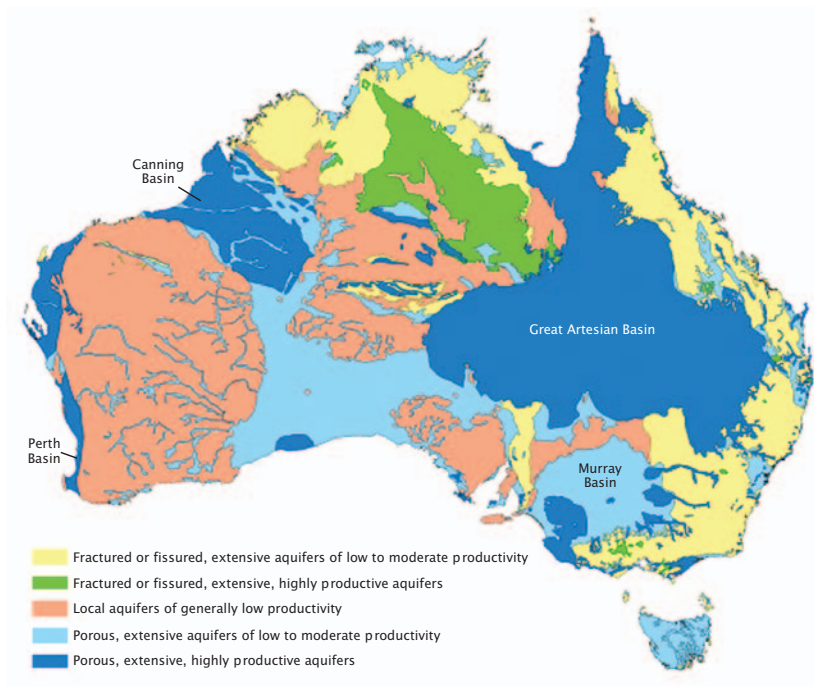 Canning
Basin
Great Artesian Basin
Perth
Basin
Murray
Basin
Fractured or fissured, extensive aquifers of low to moderate productivity
Fractured or fissured, extensive, highly productive aquifers
Local aquifers of generally low productivity
Porous, extensive aquifers of low to moderate productivity
Porous, extensive, highly productive aquifers